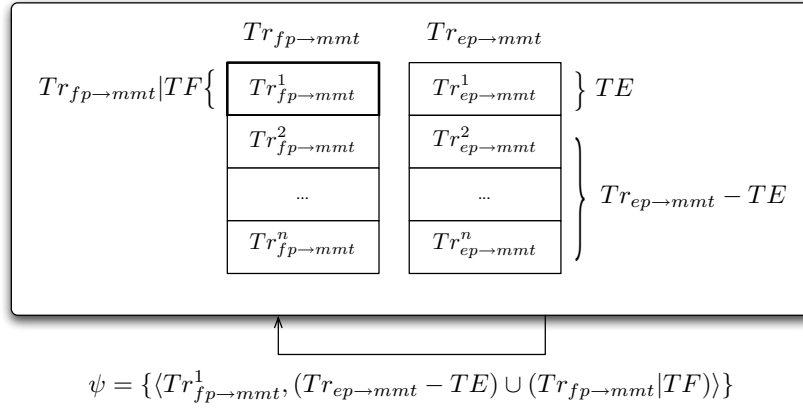 Tr_{fp→mmt} Tr_{ep→mmt}
Tr_{fp→mmt}|TF{ Tr^1_{fp→mmt} Tr^1_{ep→mmt} } TE
Tr^2_{fp→mmt} Tr^2_{ep→mmt}
... ... } Tr_{ep→mmt} − TE
Tr^n_{fp→mmt} Tr^n_{ep→mmt}
ψ = {⟨Tr^1_{fp→mmt}, (Tr_{ep→mmt} − TE) ∪ (Tr_{fp→mmt}|TF)⟩}